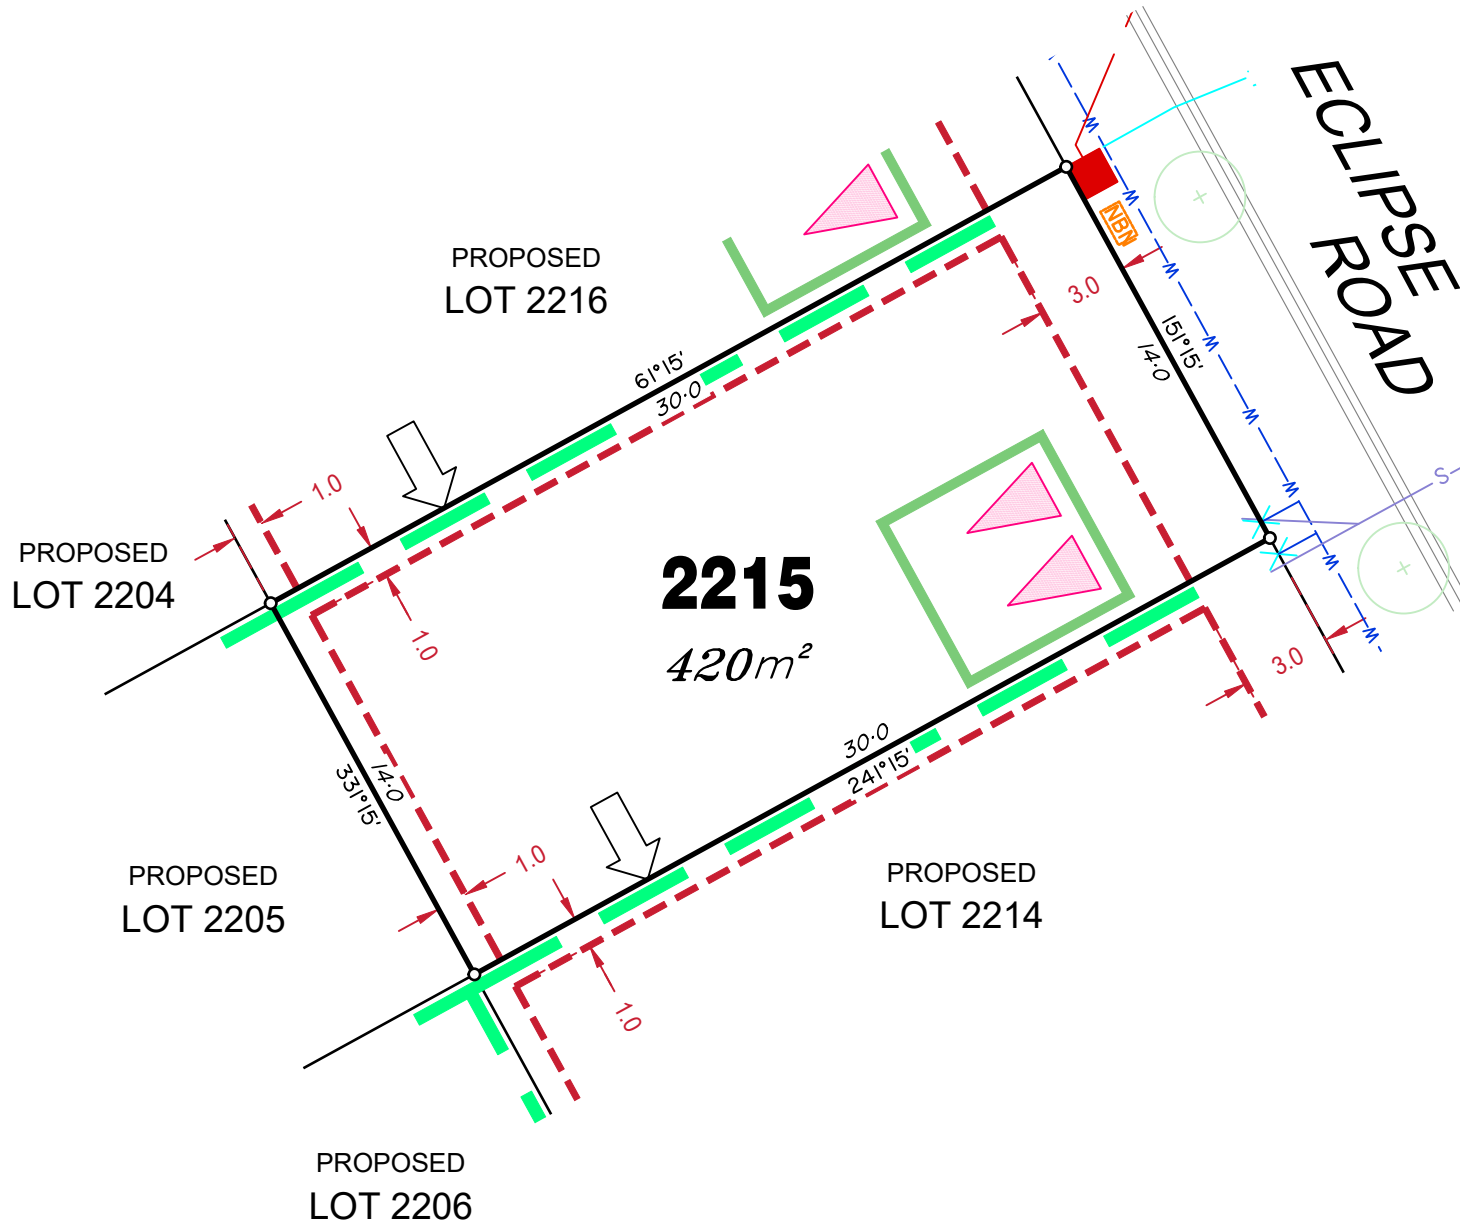 ECLIPSE
ROAD
W
W
W
W
W
W
W
W
NBN
S
PROPOSED
LOT 2216
61°15'
30·0
3.0
151°15'
14·0
1.0
1.0
PROPOSED
LOT 2204
2215
420m²
3.0
30·0
241°15'
14·0
331°15'
1.0
1.0
PROPOSED
LOT 2205
PROPOSED
LOT 2214
PROPOSED
LOT 2206